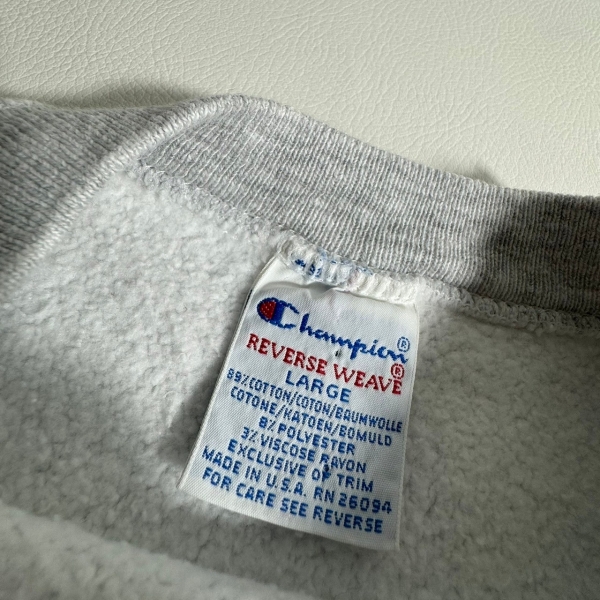 Champion®
REVERSE WEAVE®
LARGE
89% COTTON/COTON/BAUMWOLLE
COTONE/KATOEN/BOMULD
8% POLYESTER
3% VISCOSE RAYON
EXCLUSIVE OF TRIM
MADE IN U.S.A. RN 26094
FOR CARE SEE REVERSE